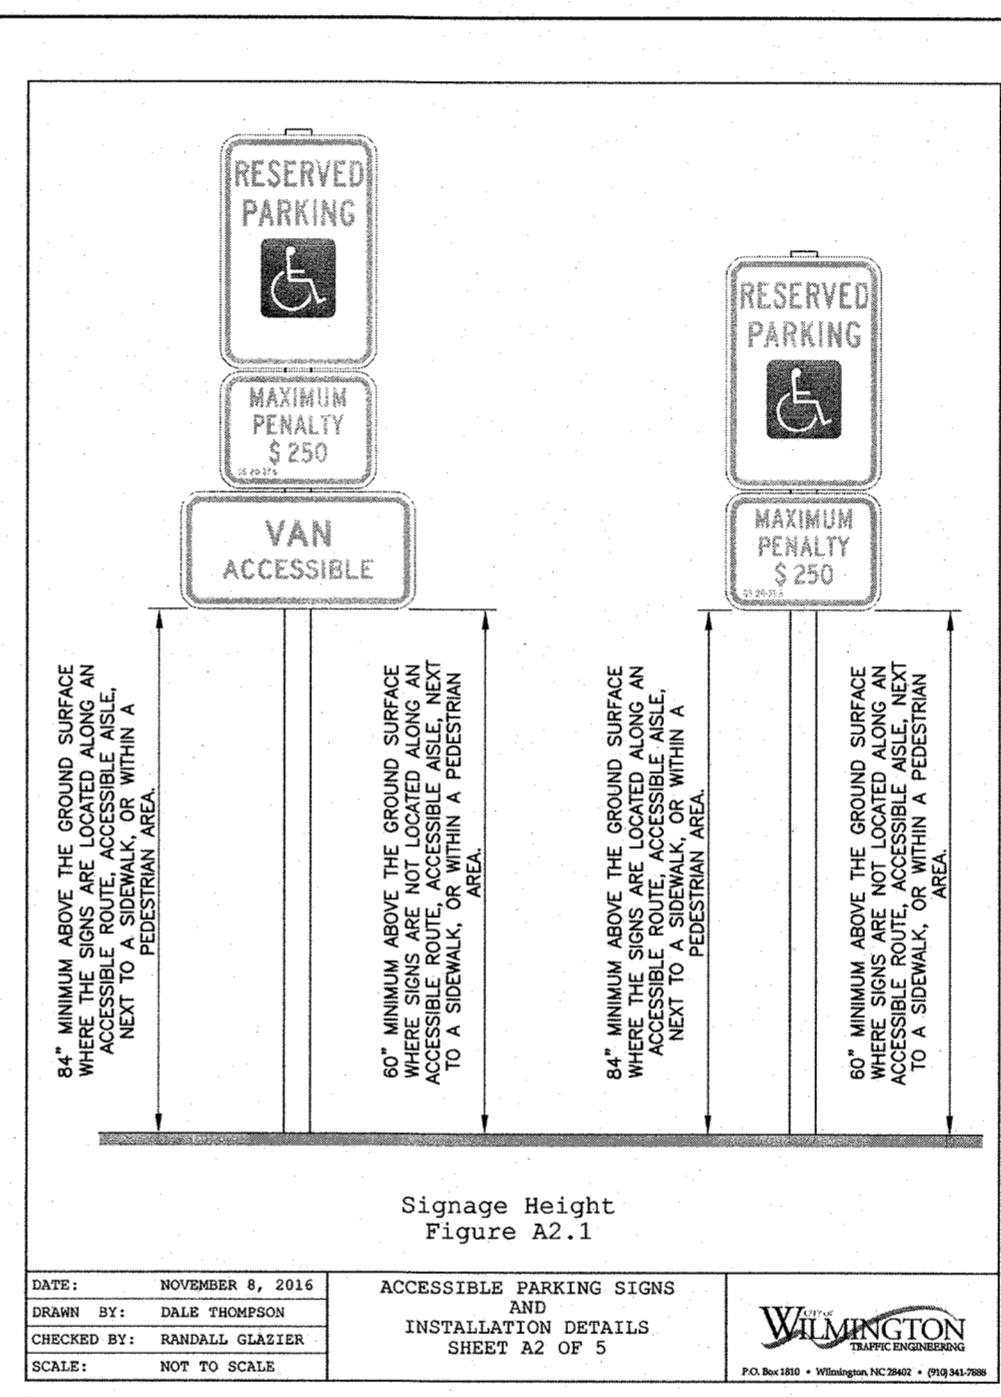 RESERVED
PARKING
MAXIMUM
PENALTY
$ 250
VAN
ACCESSIBLE
RESERVED
PARKING
MAXIMUM
PENALTY
$ 250
84" MINIMUM ABOVE THE GROUND SURFACE
WHERE THE SIGNS ARE LOCATED ALONG AN
ACCESSIBLE ROUTE, ACCESSIBLE AISLE,
NEXT TO A SIDEWALK, OR WITHIN A
PEDESTRIAN AREA.
60" MINIMUM ABOVE THE GROUND SURFACE
WHERE SIGNS ARE NOT LOCATED ALONG AN
ACCESSIBLE ROUTE, ACCESSIBLE AISLE, NEXT
TO A SIDEWALK, OR WITHIN A PEDESTRIAN
AREA.
84" MINIMUM ABOVE THE GROUND SURFACE
WHERE THE SIGNS ARE LOCATED ALONG AN
ACCESSIBLE ROUTE, ACCESSIBLE AISLE,
NEXT TO A SIDEWALK, OR WITHIN A
PEDESTRIAN AREA.
60" MINIMUM ABOVE THE GROUND SURFACE
WHERE SIGNS ARE NOT LOCATED ALONG AN
ACCESSIBLE ROUTE, ACCESSIBLE AISLE, NEXT
TO A SIDEWALK, OR WITHIN A PEDESTRIAN
AREA.
Signage Height
Figure A2.1
DATE: NOVEMBER 8, 2016
DRAWN BY: DALE THOMPSON
CHECKED BY: RANDALL GLAZIER
SCALE: NOT TO SCALE
ACCESSIBLE PARKING SIGNS
AND
INSTALLATION DETAILS
SHEET A2 OF 5
CITY OF
WILMINGTON
TRAFFIC ENGINEERING
P.O. Box 1810 • Wilmington, NC 28402 • (910) 341-7888